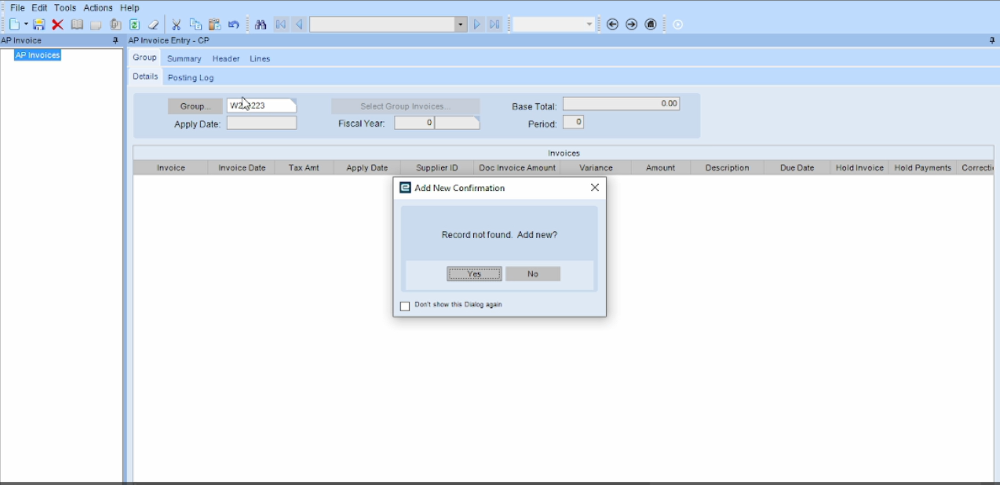 File Edit Tools Actions Help
AP Invoice
AP Invoice Entry - CP
AP Invoices
Group Summary Header Lines
Details Posting Log
Group... Select Group Invoices... Base Total: 0.00
Apply Date: Fiscal Year: 0 Period: 0
Invoices
Invoice Invoice Date Tax Amt Apply Date Supplier ID Doc Invoice Amount Variance Amount Description Due Date Hold Invoice Hold Payments Correcti
Add New Confirmation
Record not found. Add new?
Yes No
Don't show this Dialog again